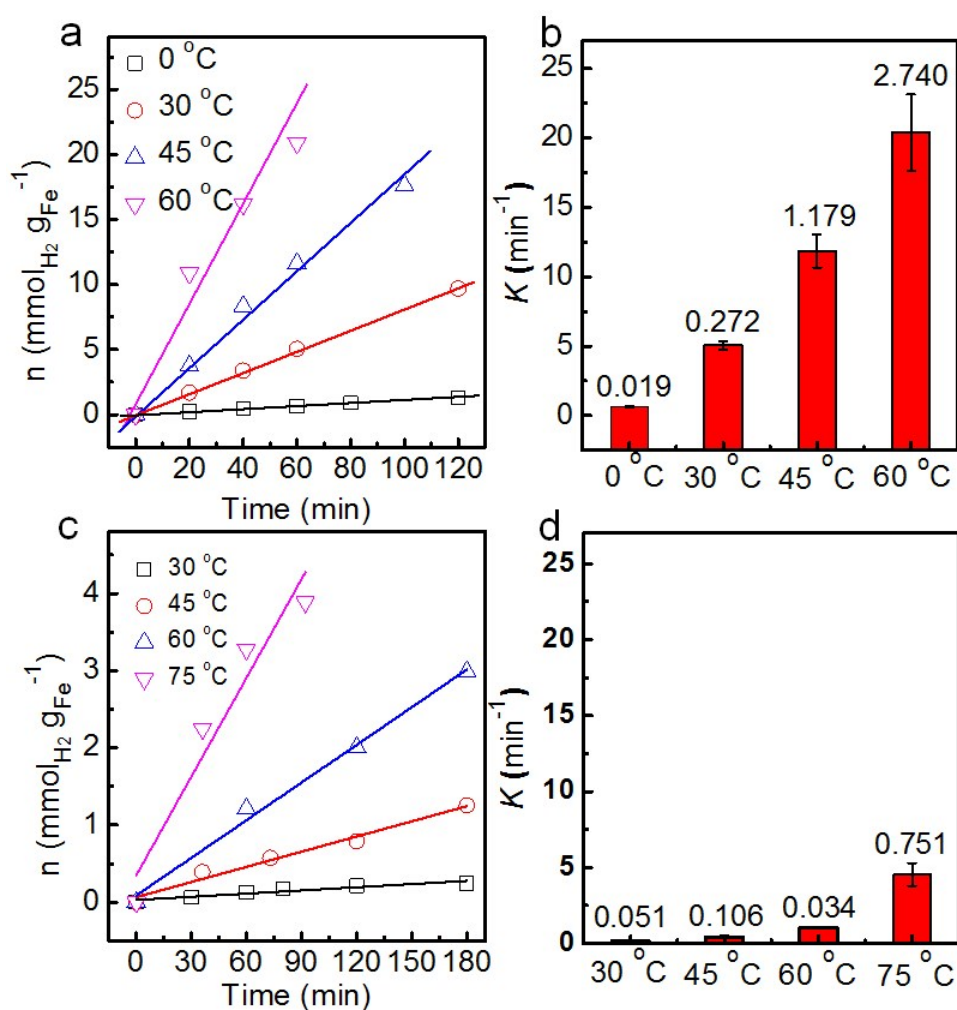 a
0 °C
30 °C
45 °C
60 °C
n (mmol_H2 g_Fe^-1)
25
20
15
10
5
0
0 20 40 60 80 100 120
Time (min)
b
K (min^-1)
25
20
15
10
5
0
0.019
0.272
1.179
2.740
0 °C 30 °C 45 °C 60 °C
c
30 °C
45 °C
60 °C
75 °C
n (mmol_H2 g_Fe^-1)
4
3
2
1
0
0 30 60 90 120 150 180
Time (min)
d
K (min^-1)
25
20
15
10
5
0
0.051
0.106
0.034
0.751
30 °C 45 °C 60 °C 75 °C